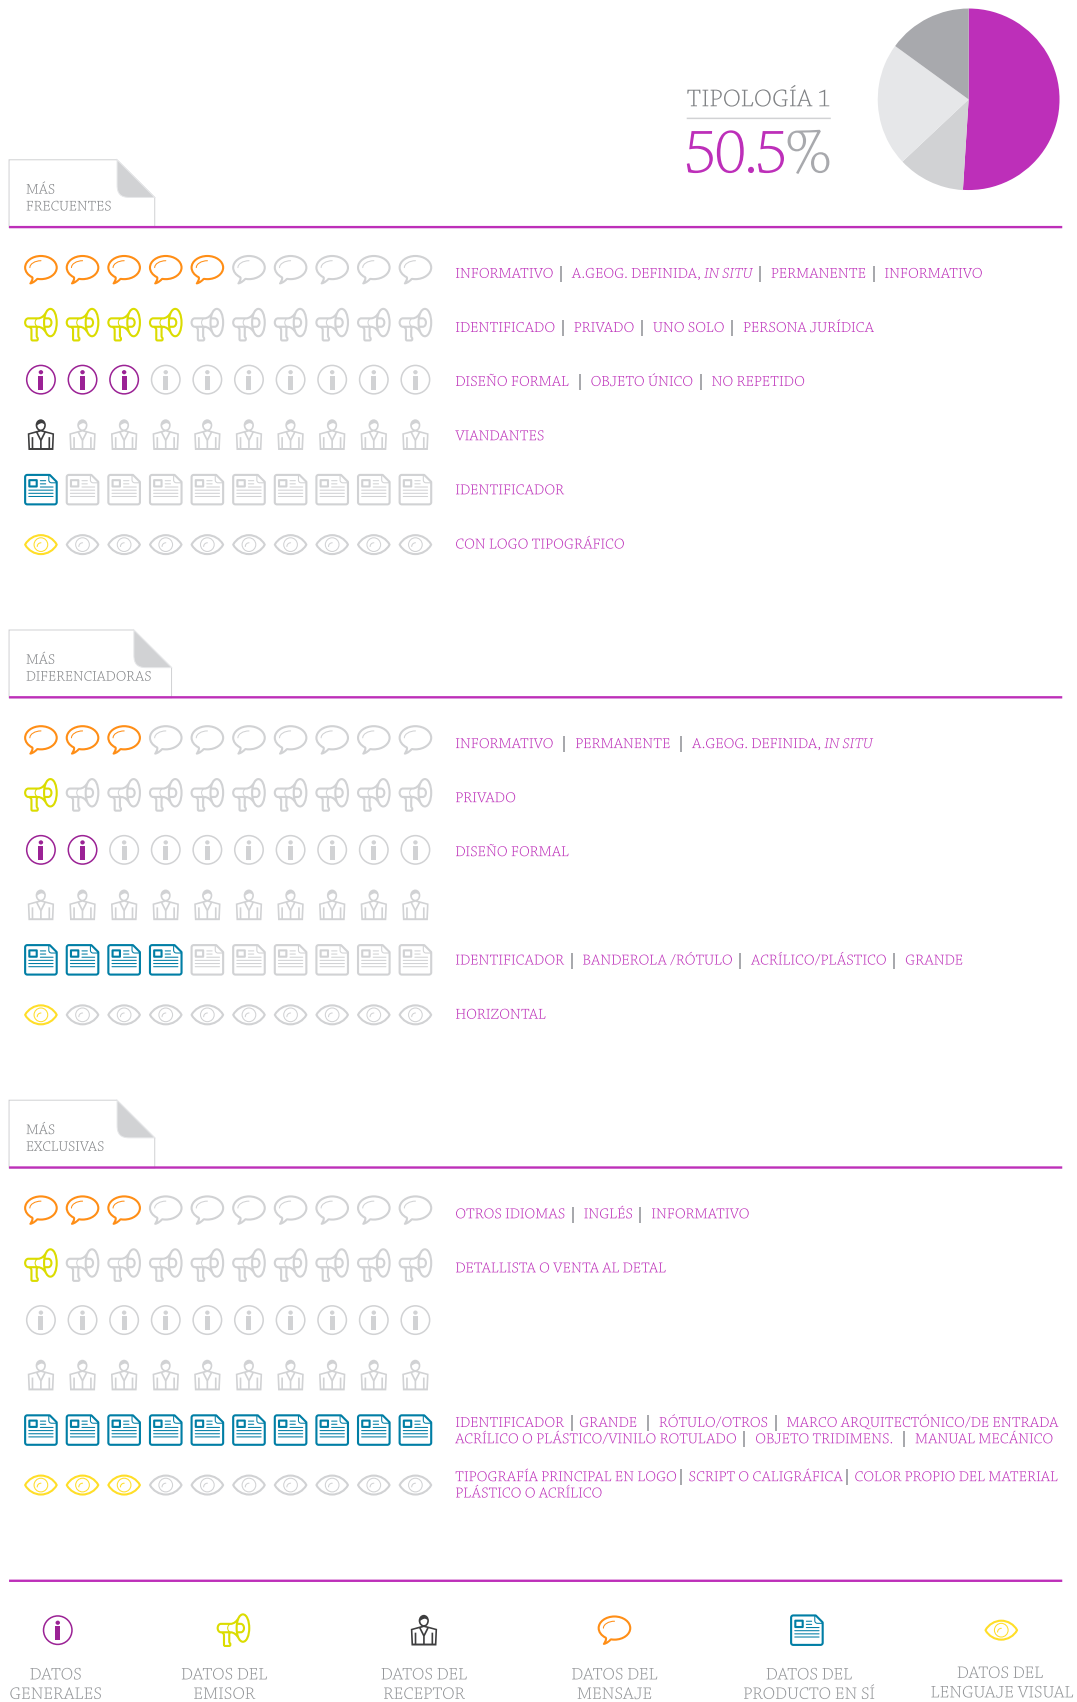 TIPOLOGÍA 1
50.5%
MÁS
FRECUENTES
INFORMATIVO | A.GEOG. DEFINIDA, IN SITU | PERMANENTE | INFORMATIVO
IDENTIFICADO | PRIVADO | UNO SOLO | PERSONA JURÍDICA
DISEÑO FORMAL | OBJETO ÚNICO | NO REPETIDO
VIANDANTES
IDENTIFICADOR
CON LOGO TIPOGRÁFICO
MÁS
DIFERENCIADORAS
INFORMATIVO | PERMANENTE | A.GEOG. DEFINIDA, IN SITU
PRIVADO
DISEÑO FORMAL
IDENTIFICADOR | BANDEROLA /RÓTULO | ACRÍLICO/PLÁSTICO | GRANDE
HORIZONTAL
MÁS
EXCLUSIVAS
OTROS IDIOMAS | INGLÉS | INFORMATIVO
DETALLISTA O VENTA AL DETAL
IDENTIFICADOR | GRANDE | RÓTULO/OTROS | MARCO ARQUITECTÓNICO/DE ENTRADA
ACRÍLICO O PLÁSTICO/VINILO ROTULADO | OBJETO TRIDIMENS. | MANUAL MECÁNICO
TIPOGRAFÍA PRINCIPAL EN LOGO | SCRIPT O CALIGRÁFICA | COLOR PROPIO DEL MATERIAL
PLÁSTICO O ACRÍLICO
DATOS
GENERALES
DATOS DEL
EMISOR
DATOS DEL
RECEPTOR
DATOS DEL
MENSAJE
DATOS DEL
PRODUCTO EN SÍ
DATOS DEL
LENGUAJE VISUAL